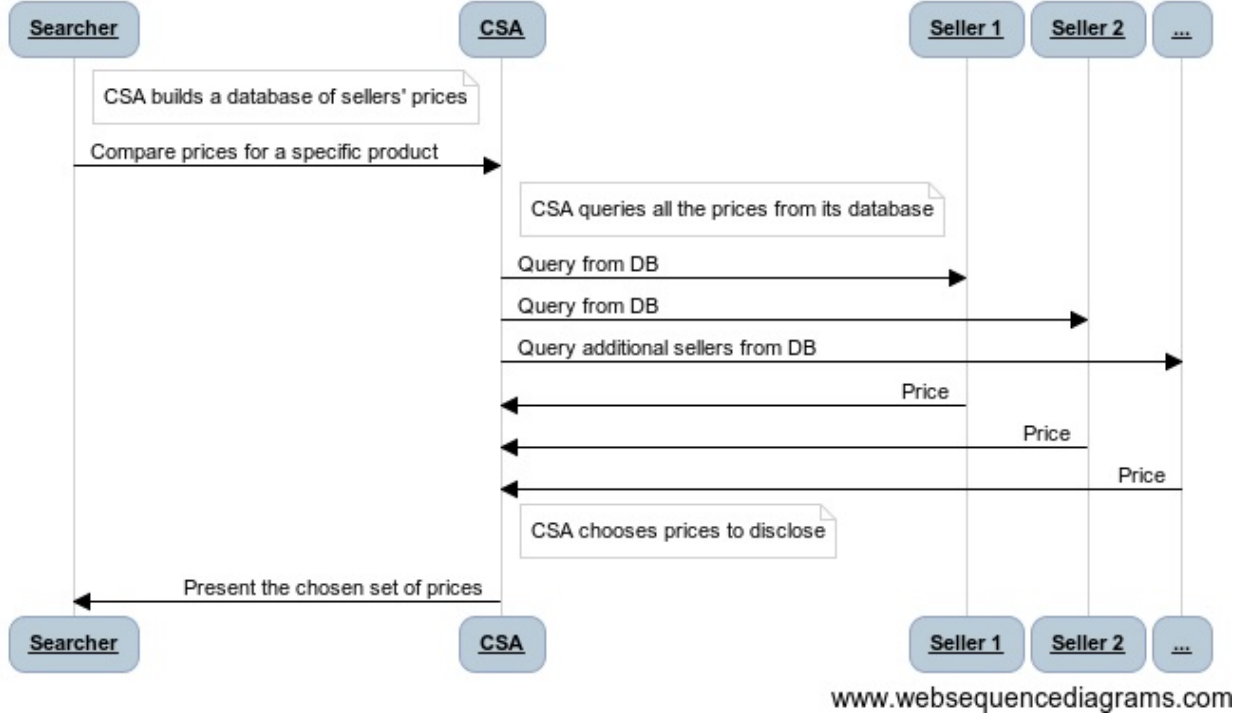 Searcher CSA Seller 1 Seller 2 ...
CSA builds a database of sellers' prices
Compare prices for a specific product
CSA queries all the prices from its database
Query from DB
Query from DB
Query additional sellers from DB
Price
Price
Price
CSA chooses prices to disclose
Present the chosen set of prices
Searcher CSA Seller 1 Seller 2 ...
www.websequencediagrams.com